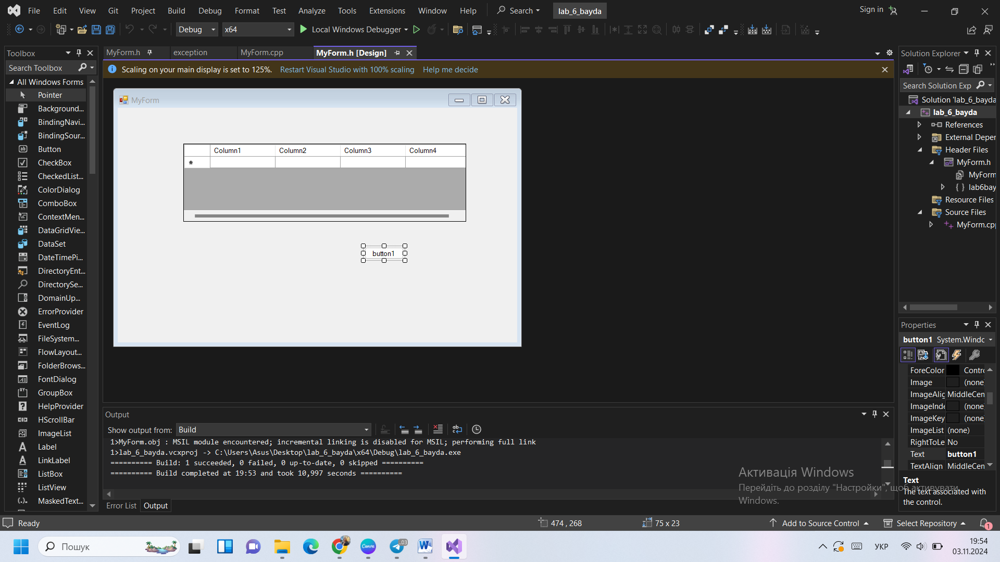 File Edit View Git Project Build Debug Format Test Analyze Tools Extensions Window Help Search lab_6_bayda Sign in
Debug x64 Local Windows Debugger
Toolbox
Search Toolbox
All Windows Forms
Pointer
Background...
BindingNavi...
BindingSour...
Button
CheckBox
CheckedList...
ColorDialog
ComboBox
ContextMen...
DataGridVie...
DataSet
DateTimePi...
DirectoryEnt...
DirectorySe...
DomainUp...
ErrorProvider
EventLog
FileSystem...
FlowLayout...
FolderBrows...
FontDialog
GroupBox
HelpProvider
HScrollBar
ImageList
Label
LinkLabel
ListBox
ListView
MaskedText...
MyForm.h exception MyForm.cpp MyForm.h [Design]
Scaling on your main display is set to 125%. Restart Visual Studio with 100% scaling Help me decide
MyForm
Column1 Column2 Column3 Column4
*
button1
Output
Show output from: Build
1>MyForm.obj : MSIL module encountered; incremental linking is disabled for MSIL; performing full link
1>lab_6_bayda.vcxproj -> C:\Users\Asus\Desktop\lab_6_bayda\x64\Debug\lab_6_bayda.exe
========== Build: 1 succeeded, 0 failed, 0 up-to-date, 0 skipped ==========
========== Build completed at 19:53 and took 10,997 seconds ==========
Error List Output
Solution Explorer
Search Solution Exp
Solution 'lab_6_bayda
lab_6_bayda
References
External Deper
Header Files
MyForm.h
MyForm
lab6bay
Resource Files
Source Files
MyForm.cpp
Properties
button1 System.Windo
ForeColor Contro
Image (none
ImageAlig MiddleCen
ImageInde (none
ImageKey (none
ImageList (none)
RightToLe No
Text button1
TextAlign MiddleCen
Text
The text associated with
the control.
Активація Windows
Перейдіть до розділу "Настройки", щоб активувати
Windows.
Ready 474 , 268 75 x 23 Add to Source Control Select Repository 1
Пошук Canva 03 УКР 19:54
03.11.2024